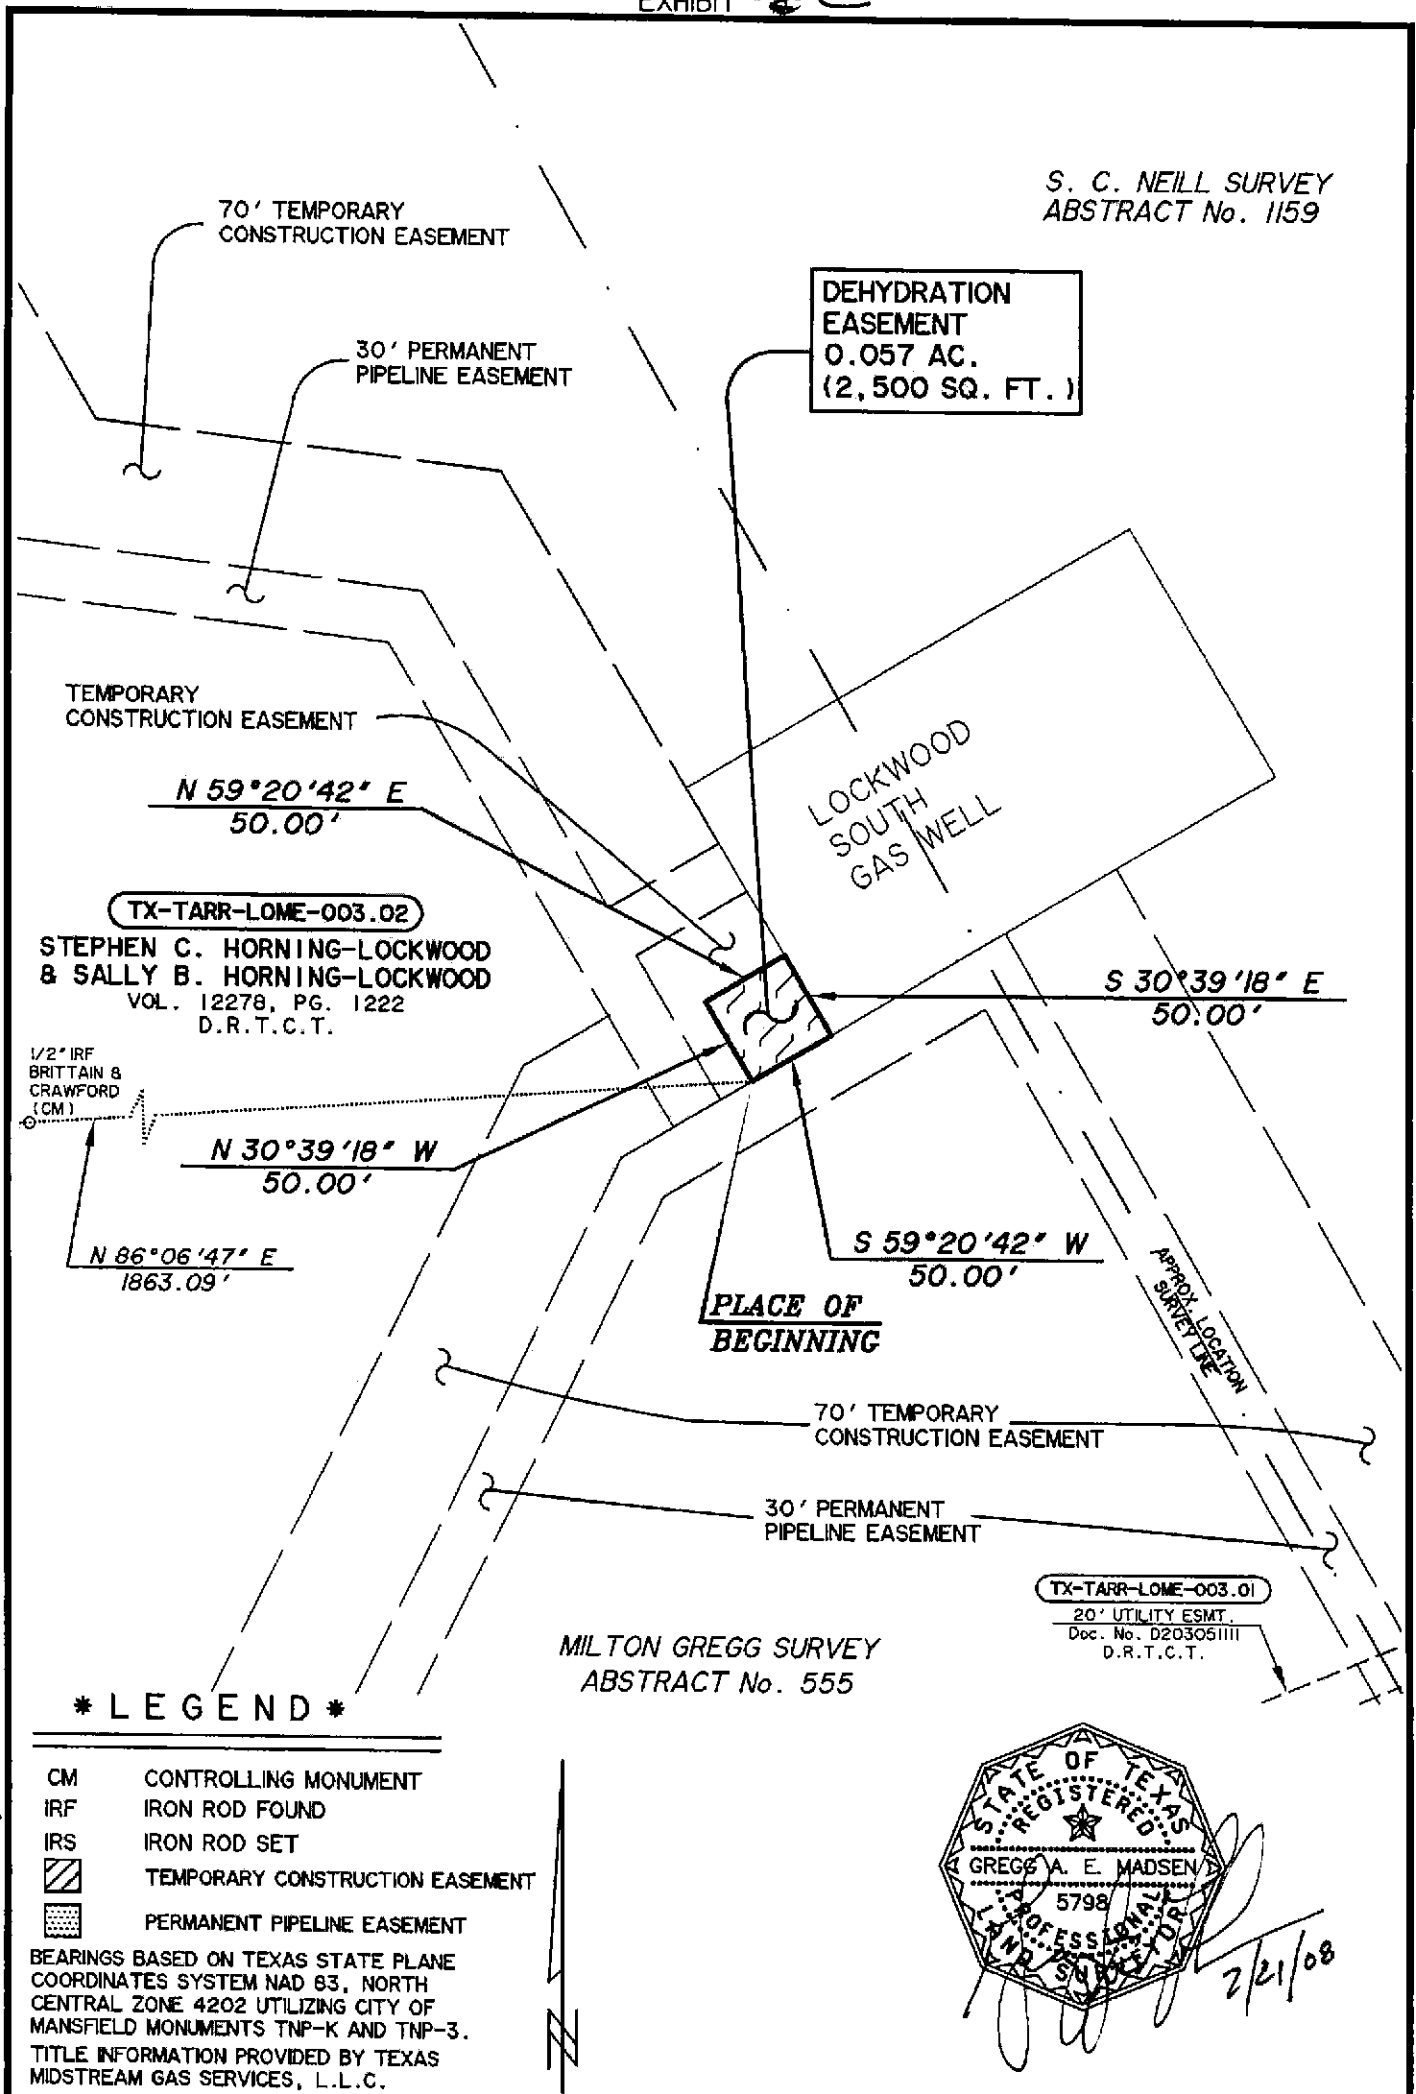 EXHIBIT
S. C. NEILL SURVEY
ABSTRACT No. 1159
70' TEMPORARY
CONSTRUCTION EASEMENT
DEHYDRATION
EASEMENT
0.057 AC.
(2,500 SQ. FT.)
30' PERMANENT
PIPELINE EASEMENT
TEMPORARY
CONSTRUCTION EASEMENT
LOCKWOOD
SOUTH
GAS WELL
N 59°20'42" E
50.00'
TX-TARR-LOME-003.02
STEPHEN C. HORNING-LOCKWOOD
& SALLY B. HORNING-LOCKWOOD
VOL. 12278, PG. 1222
D.R.T.C.T.
S 30°39'18" E
50.00'
1/2" IRF
BRITTAIN &
CRAWFORD
(CM)
N 30°39'18" W
50.00'
N 86°06'47" E
1863.09'
S 59°20'42" W
50.00'
PLACE OF
BEGINNING
APPROX. LOCATION
SURVEY LINE
70' TEMPORARY
CONSTRUCTION EASEMENT
30' PERMANENT
PIPELINE EASEMENT
TX-TARR-LOME-003.01
20' UTILITY ESMT.
Doc. No. D203051111
D.R.T.C.T.
MILTON GREGG SURVEY
ABSTRACT No. 555
* LEGEND *
CM CONTROLLING MONUMENT
IRF IRON ROD FOUND
IRS IRON ROD SET
TEMPORARY CONSTRUCTION EASEMENT
PERMANENT PIPELINE EASEMENT
BEARINGS BASED ON TEXAS STATE PLANE
COORDINATES SYSTEM NAD 83, NORTH
CENTRAL ZONE 4202 UTILIZING CITY OF
MANSFIELD MONUMENTS TNP-K AND TNP-3.
TITLE INFORMATION PROVIDED BY TEXAS
MIDSTREAM GAS SERVICES, L.L.C.
N
STATE OF TEXAS
REGISTERED
GREGG A. E. MADSEN
5798
PROFESSIONAL
LAND SURVEYOR
2/21/08